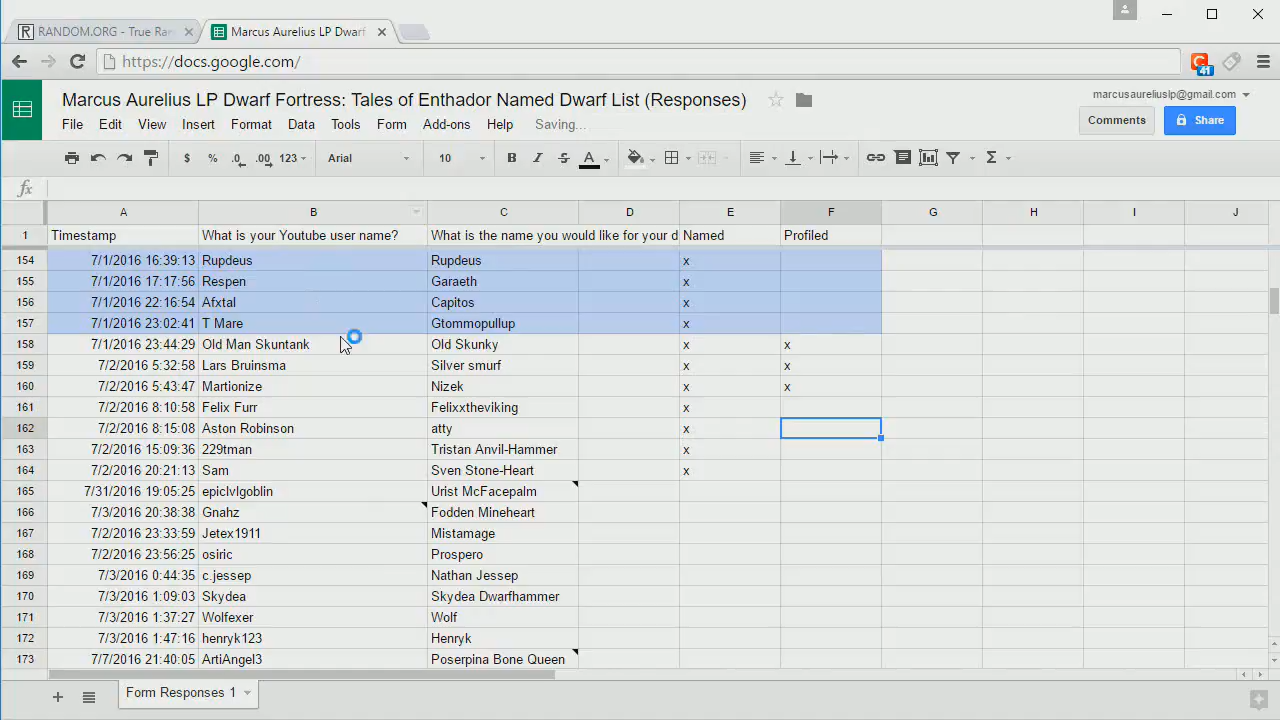 RANDOM.ORG - True Ran
Marcus Aurelius LP Dwarf
https://docs.google.com/
41
Marcus Aurelius LP Dwarf Fortress: Tales of Enthador Named Dwarf List (Responses)
marcusaureliuslp@gmail.com
File Edit View Insert Format Data Tools Form Add-ons Help Saving...
Comments Share
$ % .0 .00 123 Arial 10 B I S A Σ
fx
A B C D E F G H I J
1 Timestamp What is your Youtube user name? What is the name you would like for your d Named Profiled
154 7/1/2016 16:39:13 Rupdeus Rupdeus x
155 7/1/2016 17:17:56 Respen Garaeth x
156 7/1/2016 22:16:54 Afxtal Capitos x
157 7/1/2016 23:02:41 T Mare Gtommopullup x
158 7/1/2016 23:44:29 Old Man Skuntank Old Skunky x x
159 7/2/2016 5:32:58 Lars Bruinsma Silver smurf x x
160 7/2/2016 5:43:47 Martionize Nizek x x
161 7/2/2016 8:10:58 Felix Furr Felixxtheviking x
162 7/2/2016 8:15:08 Aston Robinson atty x
163 7/2/2016 15:09:36 229tman Tristan Anvil-Hammer x
164 7/2/2016 20:21:13 Sam Sven Stone-Heart x
165 7/31/2016 19:05:25 epiclvlgoblin Urist McFacepalm
166 7/3/2016 20:38:38 Gnahz Fodden Mineheart
167 7/2/2016 23:33:59 Jetex1911 Mistamage
168 7/2/2016 23:56:25 osiric Prospero
169 7/3/2016 0:44:35 c.jessep Nathan Jessep
170 7/3/2016 1:09:03 Skydea Skydea Dwarfhammer
171 7/3/2016 1:37:27 Wolfexer Wolf
172 7/3/2016 1:47:16 henryk123 Henryk
173 7/7/2016 21:40:05 ArtiAngel3 Poserpina Bone Queen
Form Responses 1